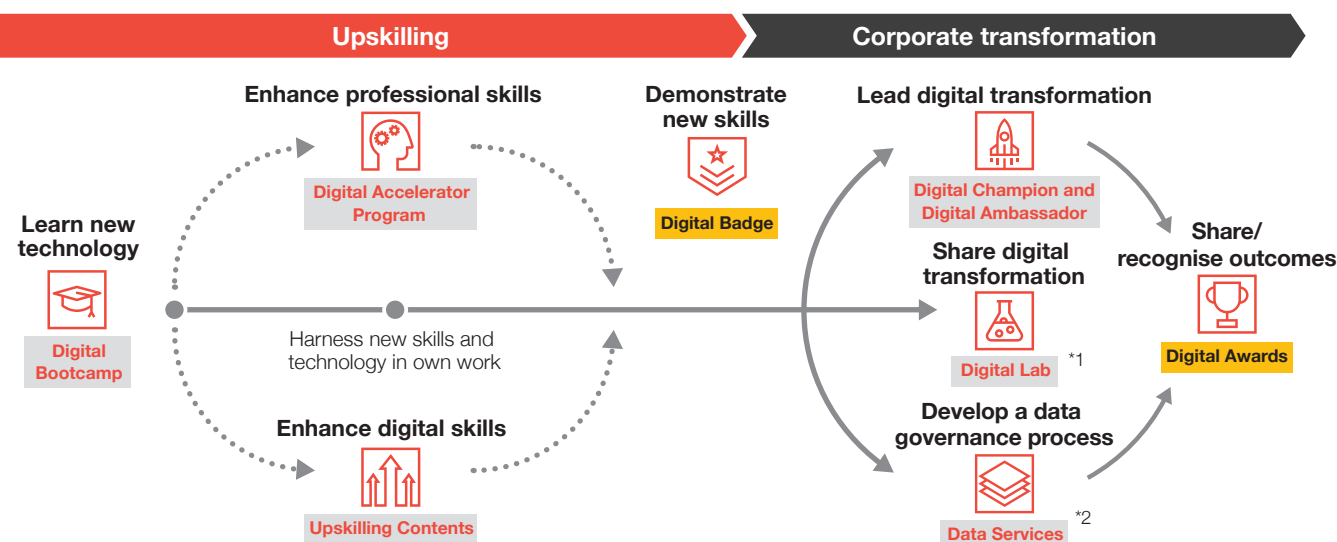 Upskilling
Corporate transformation
Learn new
technology
Digital
Bootcamp
Enhance professional skills
Digital Accelerator
Program
Harness new skills and
technology in own work
Enhance digital skills
Upskilling Contents
Demonstrate
new skills
Digital Badge
Lead digital transformation
Digital Champion and
Digital Ambassador
Share digital
transformation
Digital Lab *1
Develop a data
governance process
Data Services *2
Share/
recognise outcomes
Digital Awards